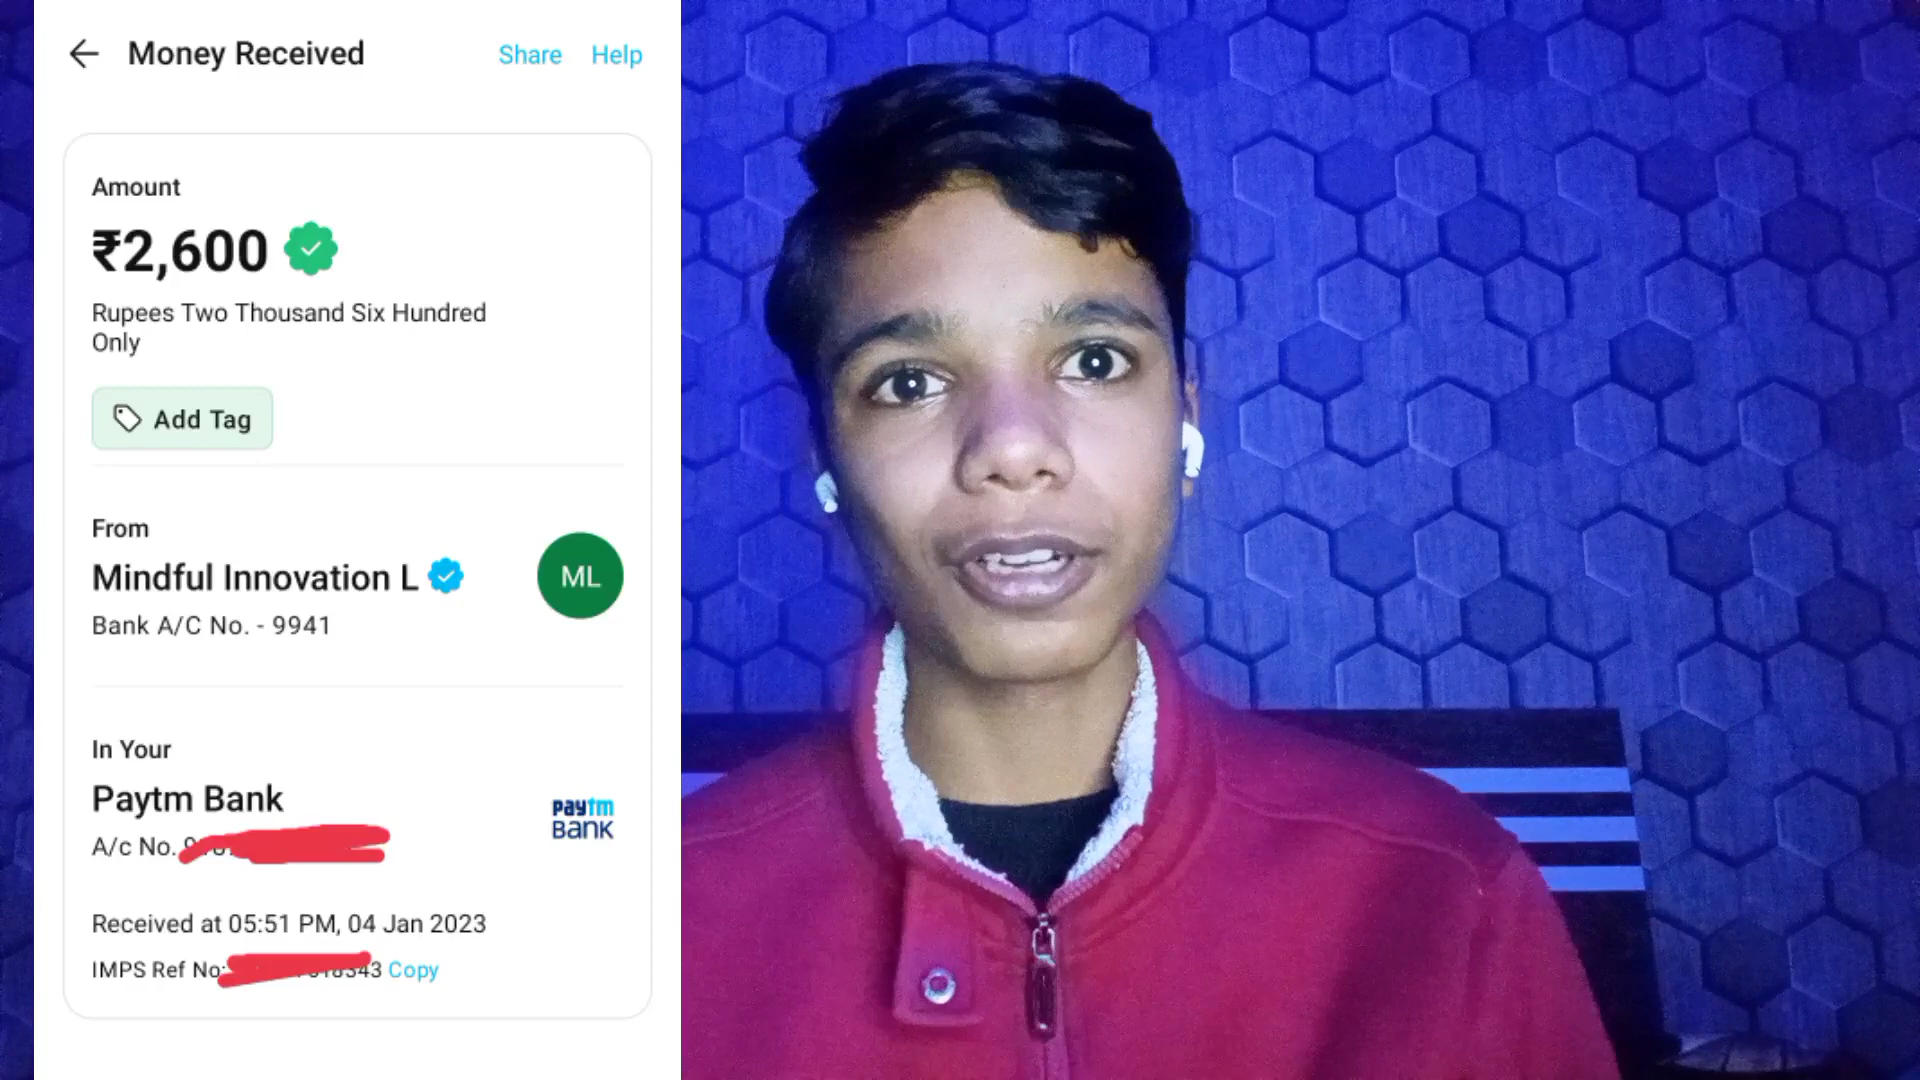 Money Received
Share
Help
Amount
₹2,600
Rupees Two Thousand Six Hundred
Only
Add Tag
From
Mindful Innovation L
ML
Bank A/C No. - 9941
In Your
Paytm Bank
paytm
BANK
A/c No.
Received at 05:51 PM, 04 Jan 2023
IMPS Ref No: 43 Copy